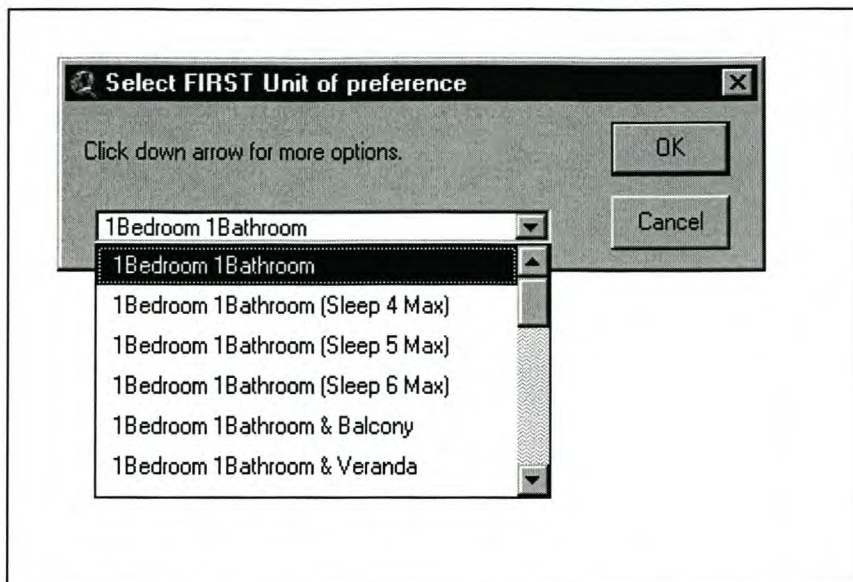 Select FIRST Unit of preference
Click down arrow for more options.
OK
Cancel
1Bedroom 1Bathroom
1Bedroom 1Bathroom
1Bedroom 1Bathroom (Sleep 4 Max)
1Bedroom 1Bathroom (Sleep 5 Max)
1Bedroom 1Bathroom (Sleep 6 Max)
1Bedroom 1Bathroom & Balcony
1Bedroom 1Bathroom & Veranda